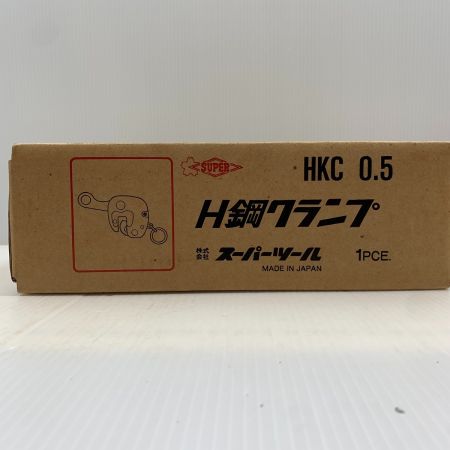 SUPER
HKC 0.5
H鋼クランプ
株式会社 スーパーツール
MADE IN JAPAN
1PCE.